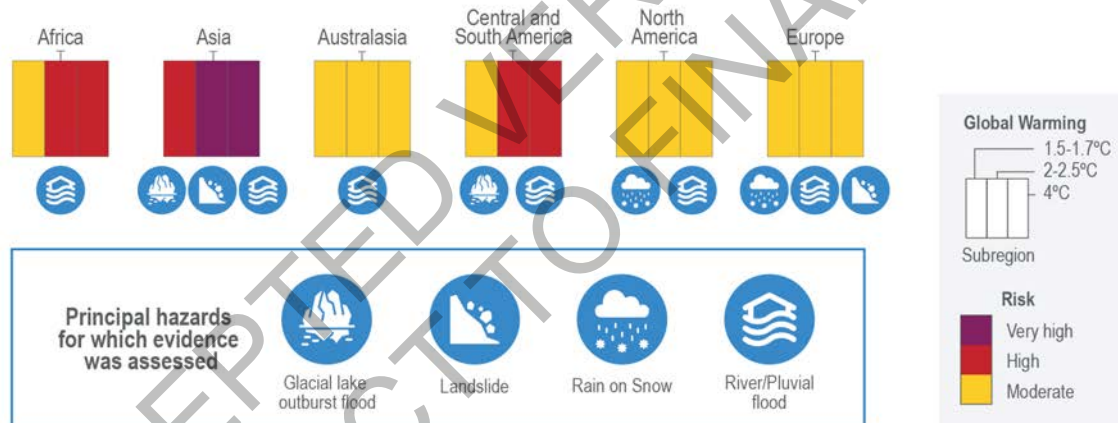 Africa
Asia
Australasia
Central and
South America
North
America
Europe
Principal hazards
for which evidence
was assessed
Glacial lake
outburst flood
Landslide
Rain on Snow
River/Pluvial
flood
Global Warming
1.5-1.7ºC
2-2.5ºC
4ºC
Subregion
Risk
Very high
High
Moderate